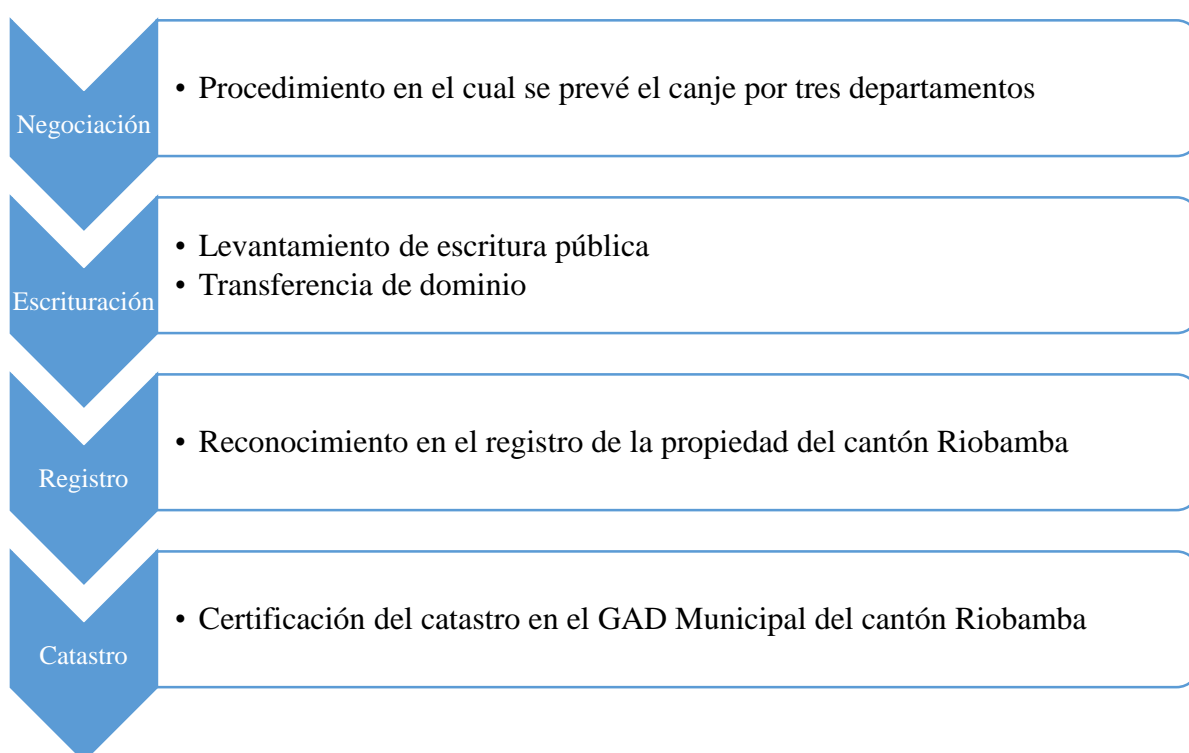 Negociación
• Procedimiento en el cual se prevé el canje por tres departamentos
Escrituración
• Levantamiento de escritura pública
• Transferencia de dominio
Registro
• Reconocimiento en el registro de la propiedad del cantón Riobamba
Catastro
• Certificación del catastro en el GAD Municipal del cantón Riobamba